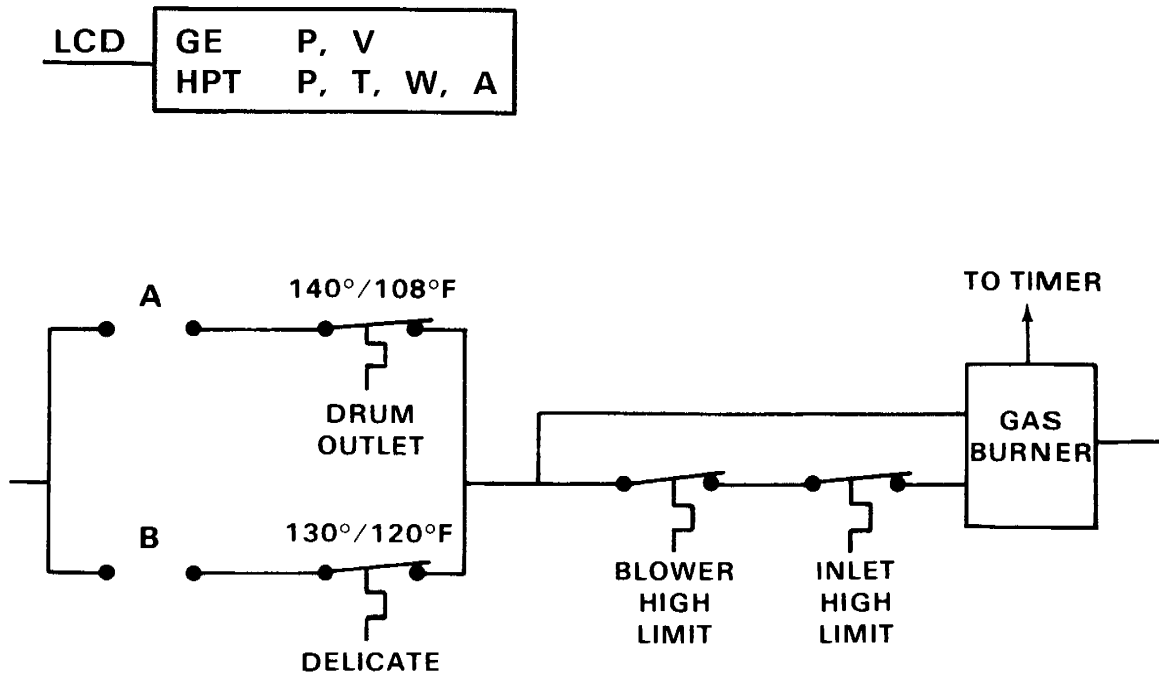 LCD
GE P, V
HPT P, T, W, A
A
140°/108°F
DRUM
OUTLET
TO TIMER
GAS
BURNER
B
130°/120°F
DELICATE
BLOWER
HIGH
LIMIT
INLET
HIGH
LIMIT